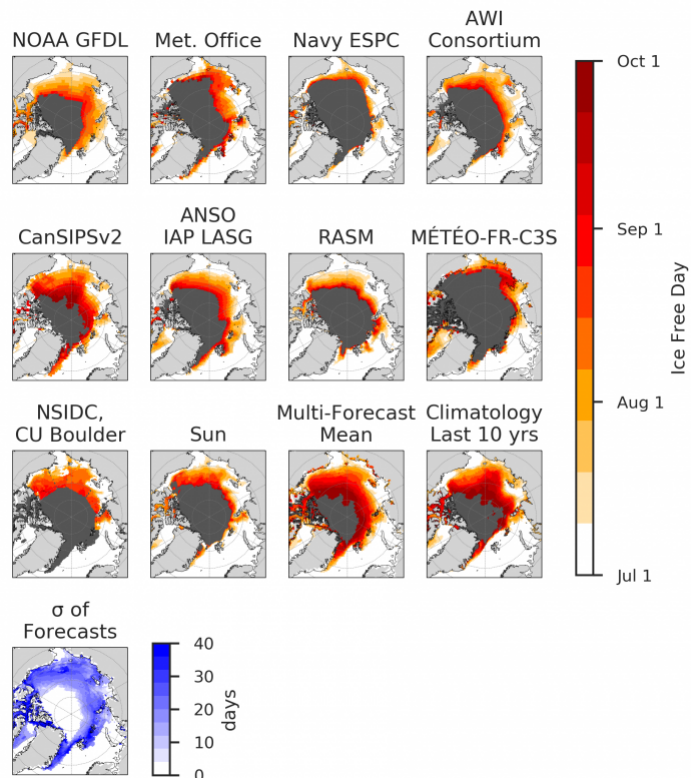 NOAA GFDL
Met. Office
Navy ESPC
AWI
Consortium
CanSIPSv2
ANSO
IAP LASG
RASM
MÉTÉO-FR-C3S
NSIDC,
CU Boulder
Sun
Multi-Forecast
Mean
Climatology
Last 10 yrs
σ of
Forecasts
Oct 1
Sep 1
Aug 1
Jul 1
Ice Free Day
40
30
20
10
0
days